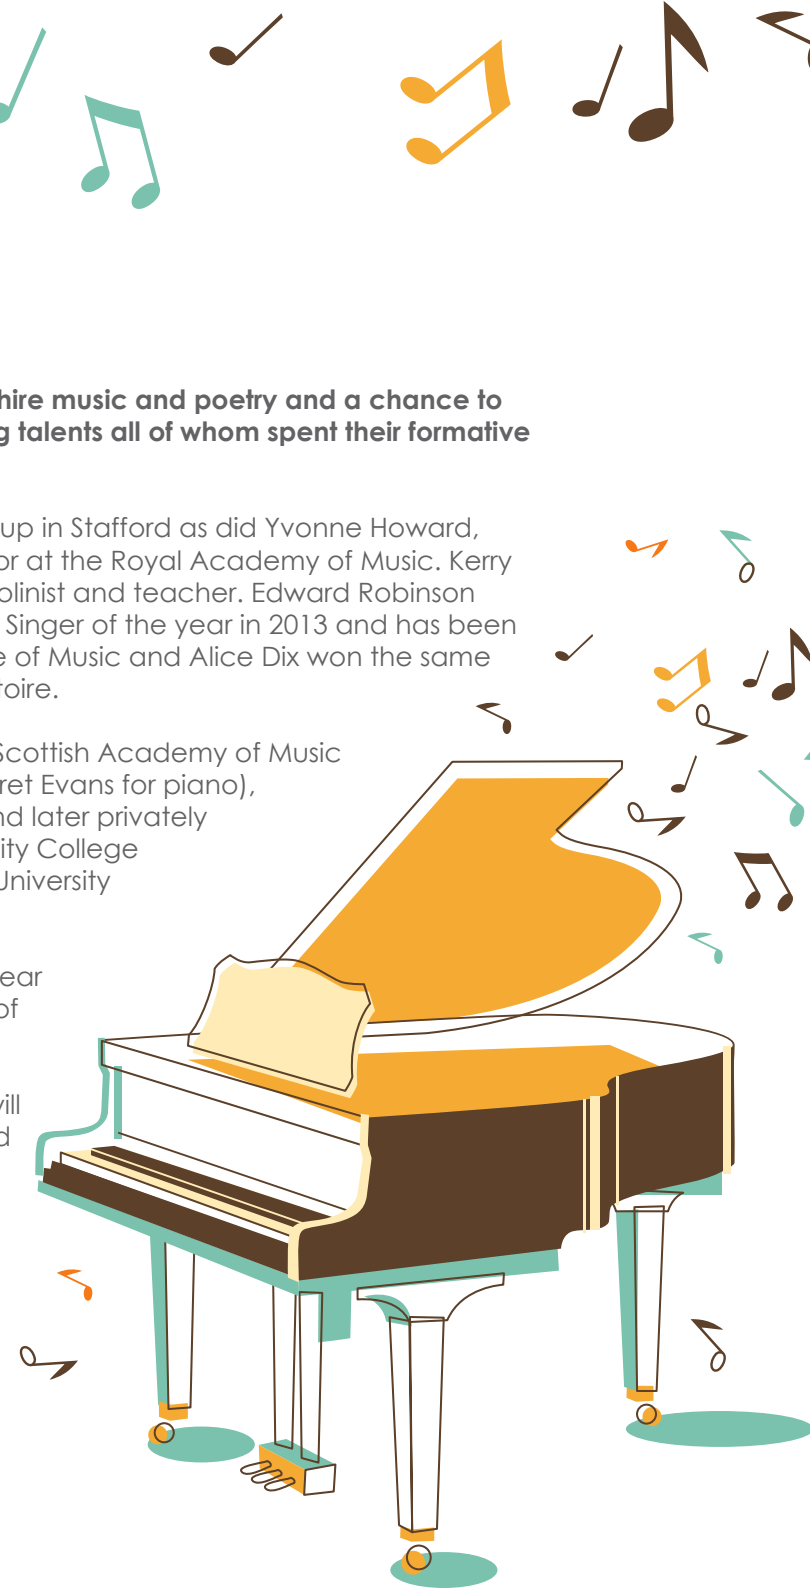 hire music and poetry and a chance to
g talents all of whom spent their formative
up in Stafford as did Yvonne Howard,
or at the Royal Academy of Music. Kerry
olinist and teacher. Edward Robinson
Singer of the year in 2013 and has been
e of Music and Alice Dix won the same
toire.
Scottish Academy of Music
ret Evans for piano),
nd later privately
ity College
University
ear
of
vill
d